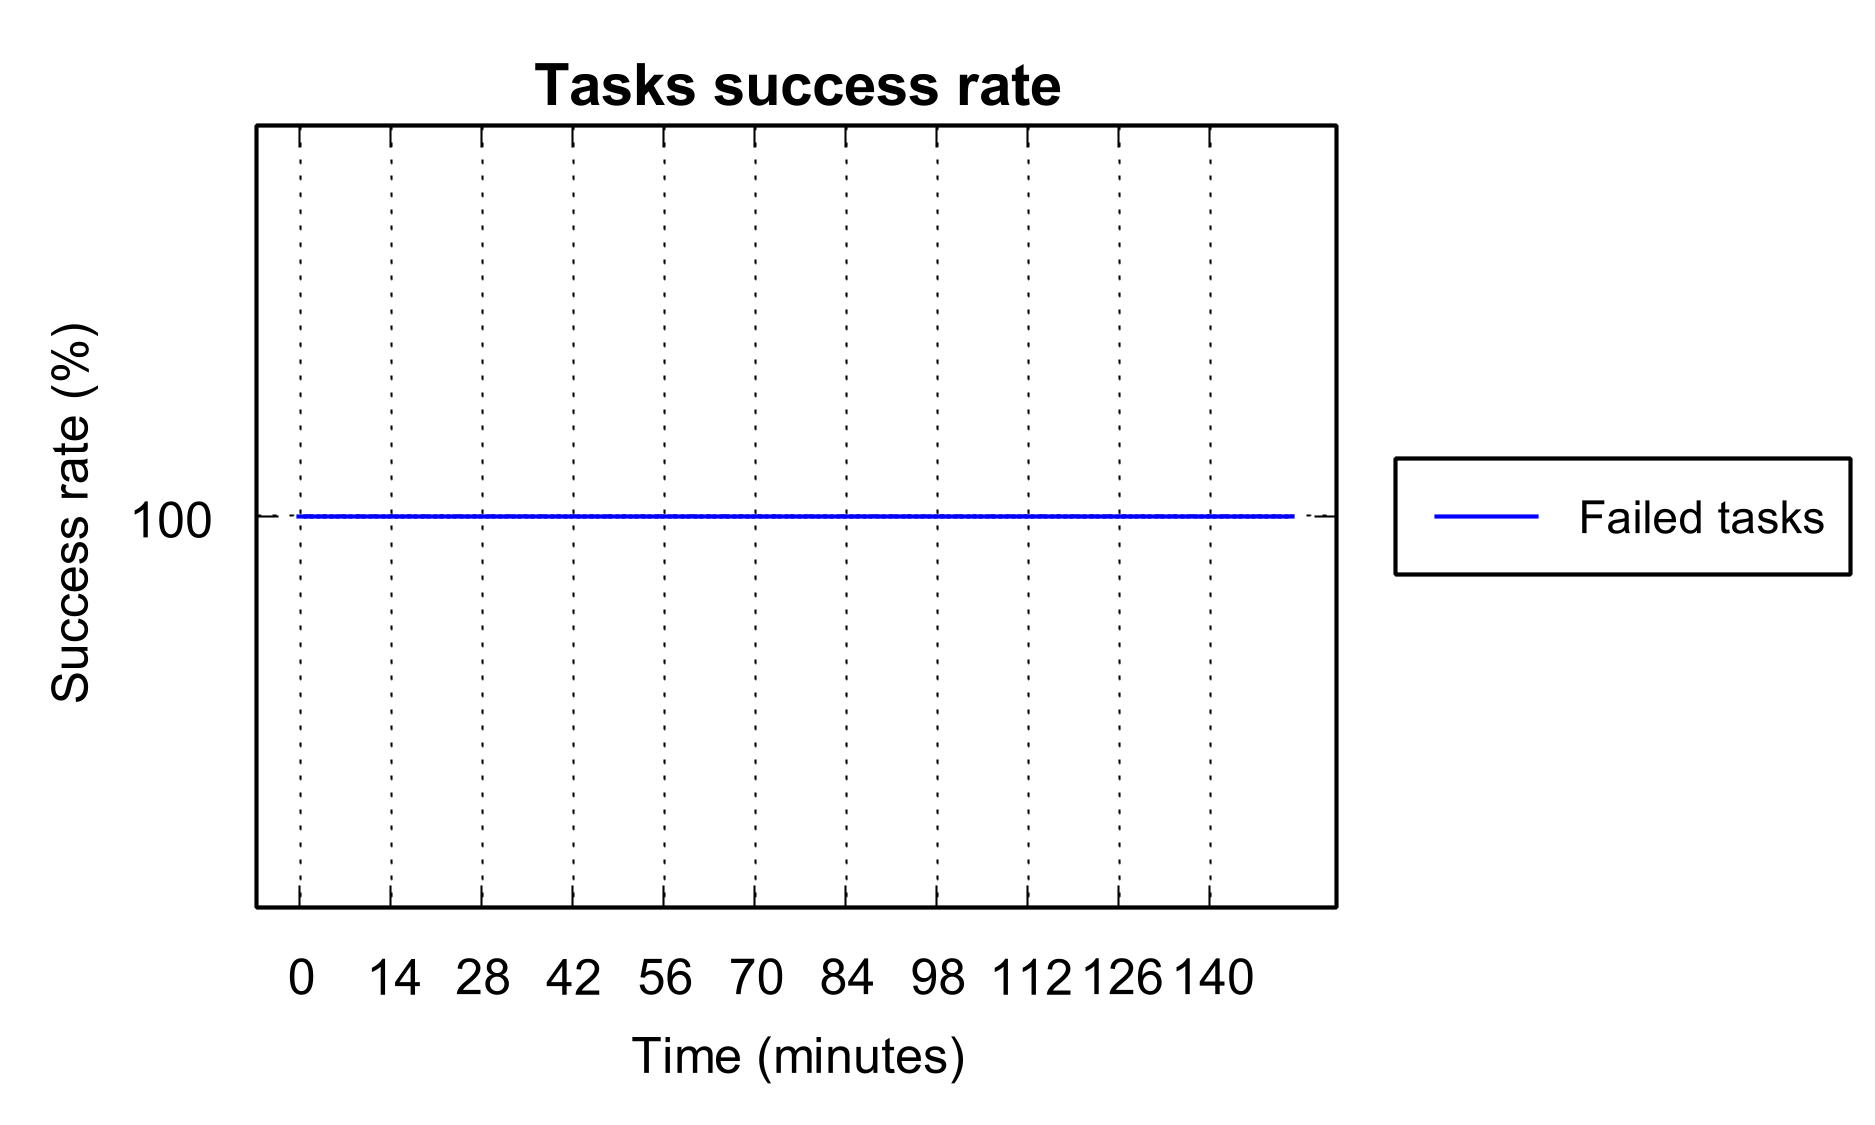 Tasks success rate
Success rate (%)
100
Failed tasks
0 14 28 42 56 70 84 98 112 126 140
Time (minutes)